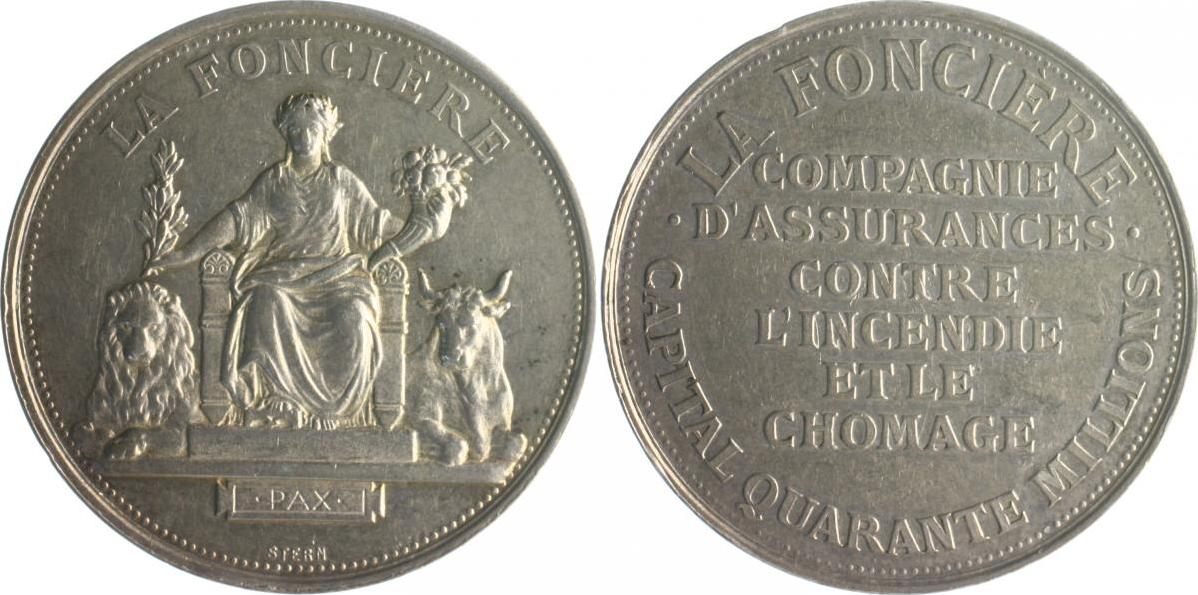 LA FONCIÈRE
· PAX ·
STERN
LA FONCIÈRE
COMPAGNIE
· D'ASSURANCES ·
CONTRE
L'INCENDIE
ET LE
CHOMAGE
CAPITAL QUARANTE MILLIONS